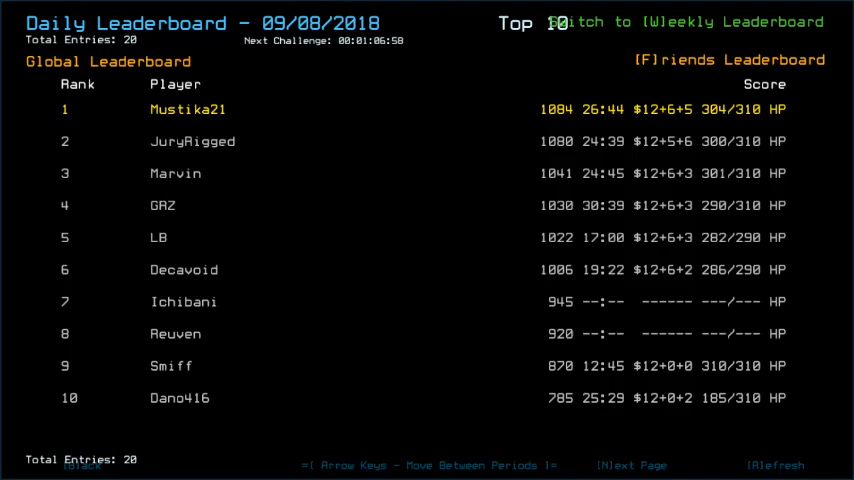 Daily Leaderboard - 09/08/2018 Top 10 Switch to [W]eekly Leaderboard
Total Entries: 20 Next Challenge: 00:01:06:58
Global Leaderboard [F]riends Leaderboard
Rank Player Score
1 Mustika21 1084 26:44 $12+6+5 304/310 HP
2 JuryRigged 1080 24:39 $12+5+6 300/310 HP
3 Marvin 1041 24:45 $12+6+3 301/310 HP
4 GRZ 1030 30:39 $12+6+3 290/310 HP
5 LB 1022 17:00 $12+6+3 282/290 HP
6 Decavoid 1006 19:22 $12+6+2 286/290 HP
7 Ichibani 945 --:-- ------ ---/--- HP
8 Reuven 920 --:-- ------ ---/--- HP
9 Smiff 870 12:45 $12+0+0 310/310 HP
10 Dano416 785 25:29 $12+0+2 185/310 HP
Total Entries: 20
[B]ack =[ Arrow Keys - Move Between Periods ]= [N]ext Page [R]efresh